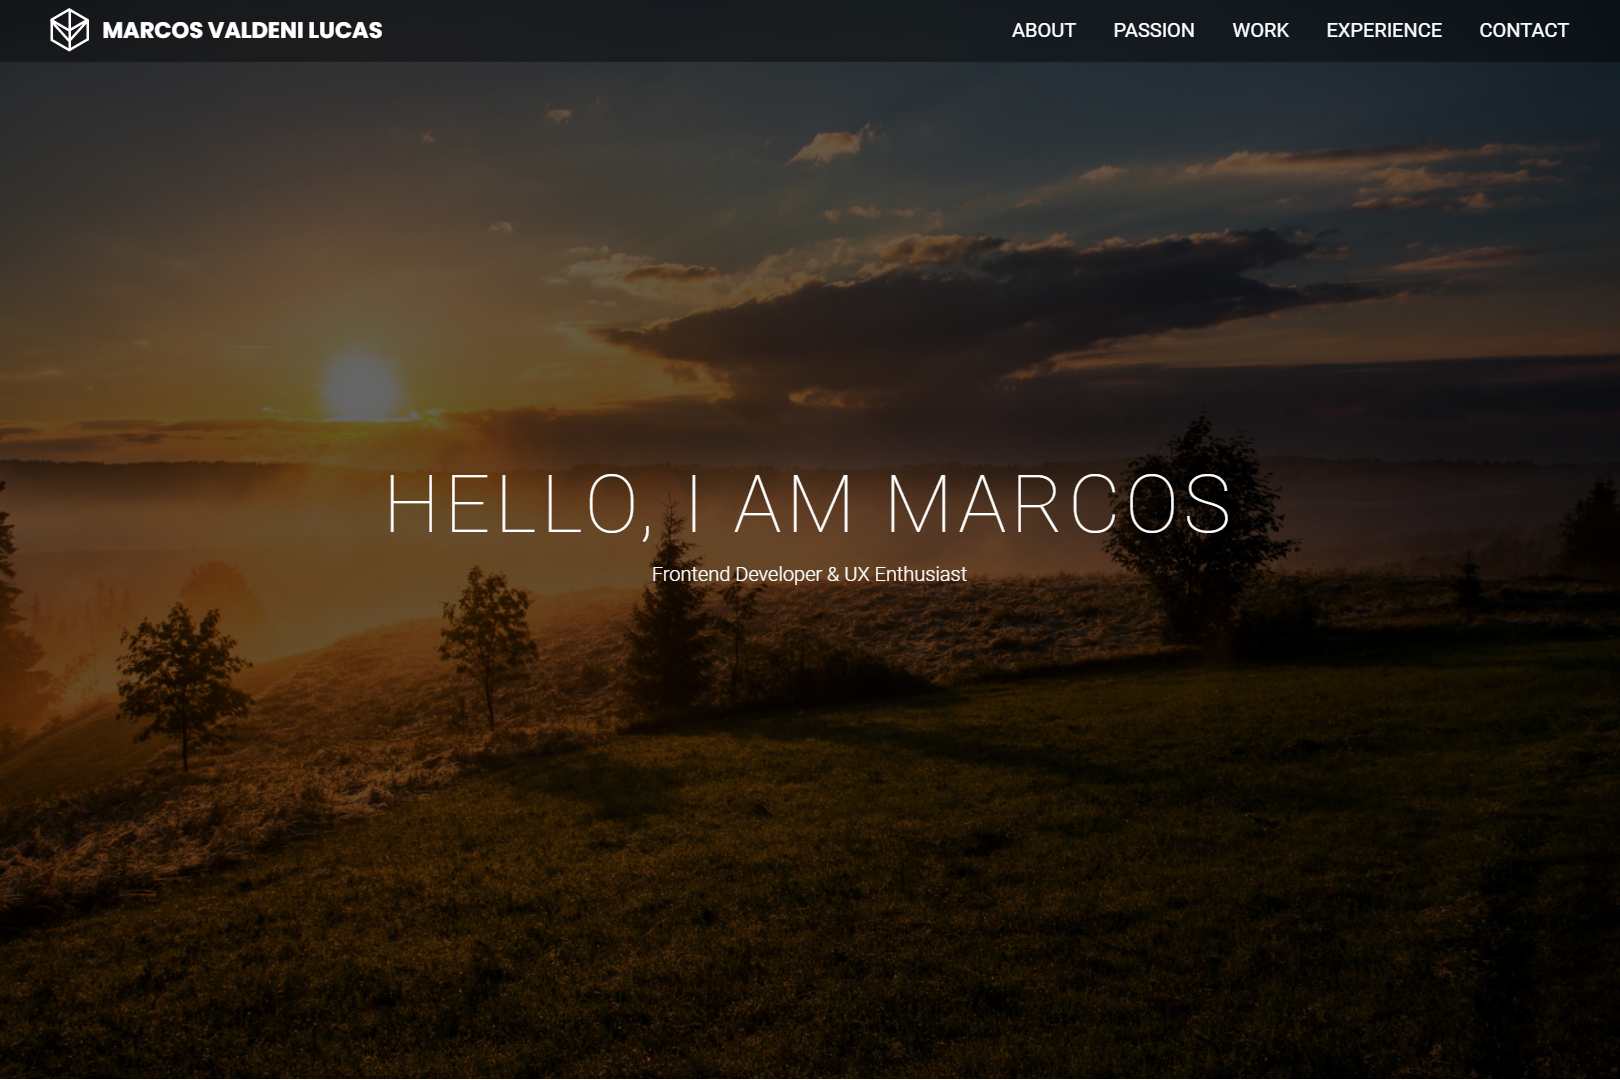 MARCOS VALDENI LUCAS
ABOUT PASSION WORK EXPERIENCE CONTACT
HELLO, I AM MARCOS
Frontend Developer & UX Enthusiast